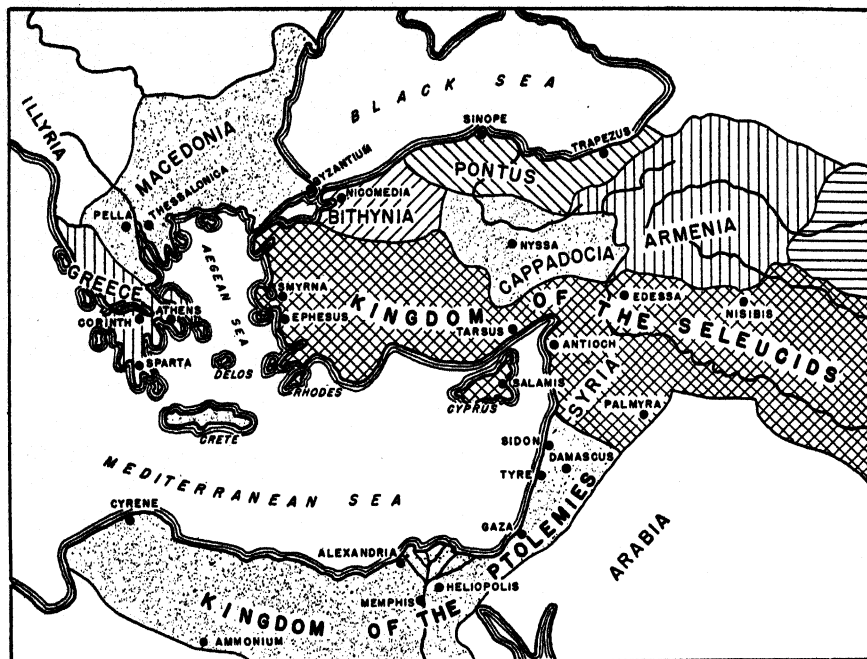 BLACK SEA
ILLYRIA
MACEDONIA
SINOPE
TRAPEZUS
BYZANTIUM
PONTUS
THESSALONICA
PELLA
NICOMEDIA
BITHYNIA
NYSSA
CAPPADOCIA
ARMENIA
AEGEAN SEA
GREECE
SMYRNA
EDESSA
NISIBIS
ATHENS
CORINTH
EPHESUS
KINGDOM OF THE SELEUCIDS
TARSUS
ANTIOCH
SPARTA
DELOS
RHODES
SALAMIS
CYPRUS
SYRIA
PALMYRA
CRETE
SIDON
DAMASCUS
TYRE
MEDITERRANEAN SEA
CYRENE
GAZA
ARABIA
ALEXANDRIA
HELIOPOLIS
MEMPHIS
KINGDOM OF THE PTOLEMIES
AMMONIUM